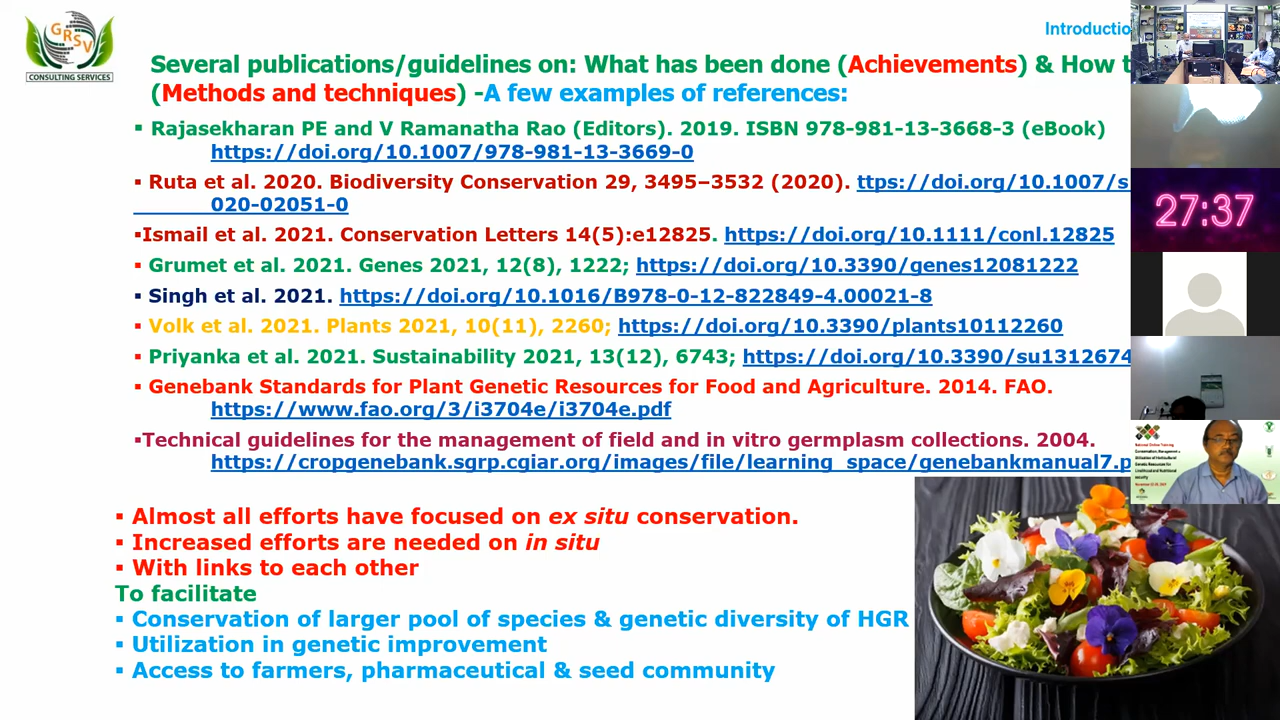 GRSV
CONSULTING SERVICES
Introductio
Several publications/guidelines on: What has been done (Achievements) & How t
(Methods and techniques) -A few examples of references:
▪ Rajasekharan PE and V Ramanatha Rao (Editors). 2019. ISBN 978-981-13-3668-3 (eBook)
https://doi.org/10.1007/978-981-13-3669-0
▪ Ruta et al. 2020. Biodiversity Conservation 29, 3495–3532 (2020). ttps://doi.org/10.1007/s
020-02051-0
▪Ismail et al. 2021. Conservation Letters 14(5):e12825. https://doi.org/10.1111/conl.12825
▪ Grumet et al. 2021. Genes 2021, 12(8), 1222; https://doi.org/10.3390/genes12081222
▪ Singh et al. 2021. https://doi.org/10.1016/B978-0-12-822849-4.00021-8
▪ Volk et al. 2021. Plants 2021, 10(11), 2260; https://doi.org/10.3390/plants10112260
▪ Priyanka et al. 2021. Sustainability 2021, 13(12), 6743; https://doi.org/10.3390/su1312674
▪ Genebank Standards for Plant Genetic Resources for Food and Agriculture. 2014. FAO.
https://www.fao.org/3/i3704e/i3704e.pdf
▪Technical guidelines for the management of field and in vitro germplasm collections. 2004.
https://cropgenebank.sgrp.cgiar.org/images/file/learning_space/genebankmanual7.p
▪ Almost all efforts have focused on ex situ conservation.
▪ Increased efforts are needed on in situ
▪ With links to each other
To facilitate
▪ Conservation of larger pool of species & genetic diversity of HGR
▪ Utilization in genetic improvement
▪ Access to farmers, pharmaceutical & seed community
27:37